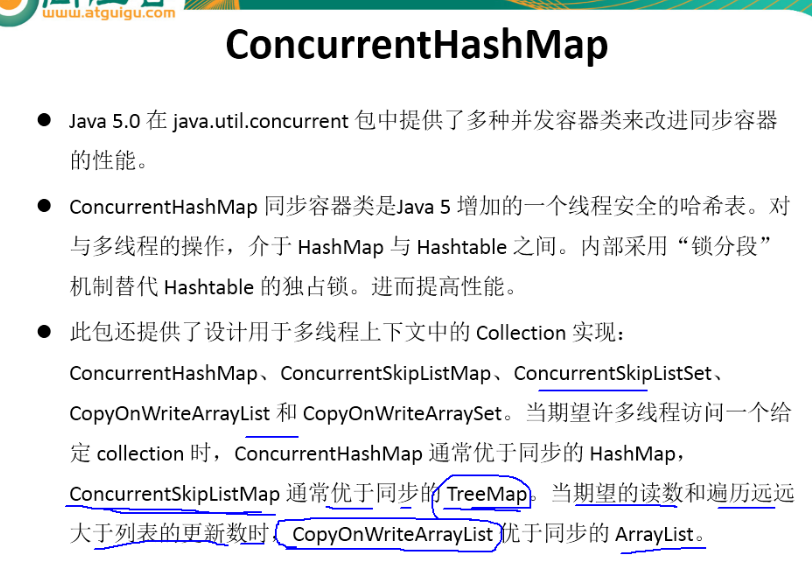 www.atguigu.com
ConcurrentHashMap
● Java 5.0 在 java.util.concurrent 包中提供了多种并发容器类来改进同步容器
的性能。
● ConcurrentHashMap 同步容器类是Java 5 增加的一个线程安全的哈希表。对
与多线程的操作，介于 HashMap 与 Hashtable 之间。内部采用“锁分段”
机制替代 Hashtable 的独占锁。进而提高性能。
● 此包还提供了设计用于多线程上下文中的 Collection 实现：
ConcurrentHashMap、ConcurrentSkipListMap、ConcurrentSkipListSet、
CopyOnWriteArrayList 和 CopyOnWriteArraySet。当期望许多线程访问一个给
定 collection 时，ConcurrentHashMap 通常优于同步的 HashMap，
ConcurrentSkipListMap 通常优于同步的 TreeMap。当期望的读数和遍历远远
大于列表的更新数时，CopyOnWriteArrayList 优于同步的 ArrayList。